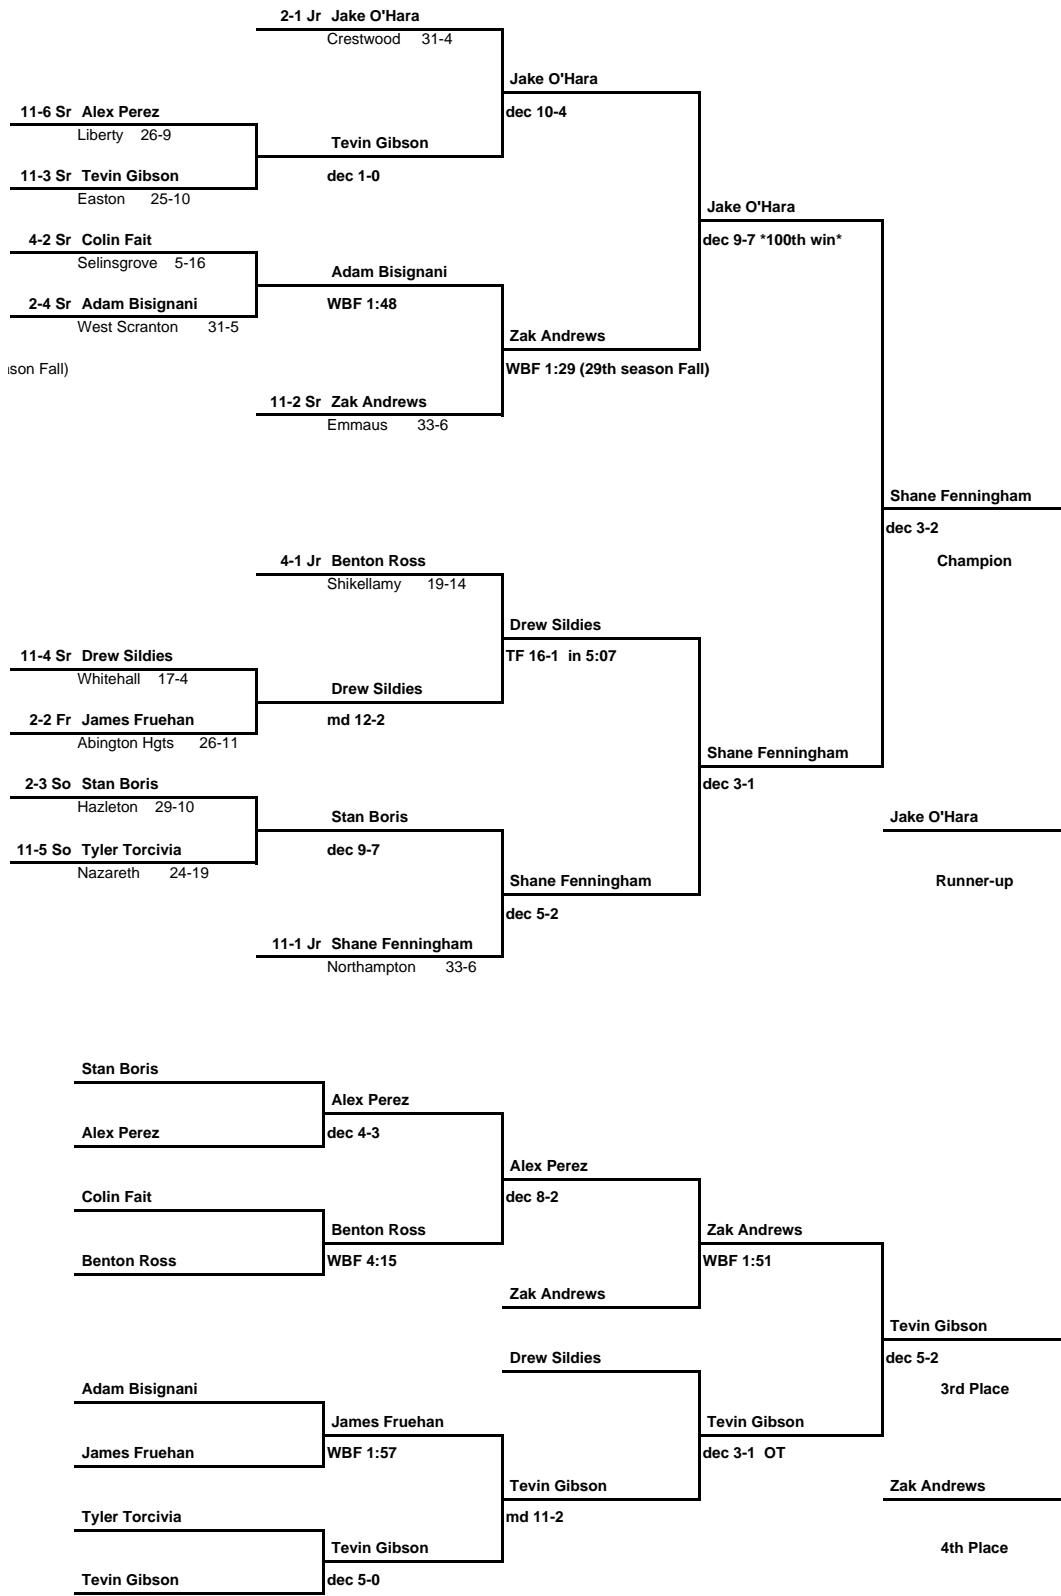 2-1 Jr Jake O'Hara
Crestwood 31-4
Jake O'Hara
11-6 Sr Alex Perez
dec 10-4
Liberty 26-9
Tevin Gibson
11-3 Sr Tevin Gibson
dec 1-0
Easton 25-10
Jake O'Hara
4-2 Sr Colin Fait
dec 9-7 *100th win*
Selinsgrove 5-16
Adam Bisignani
2-4 Sr Adam Bisignani
WBF 1:48
West Scranton 31-5
Zak Andrews
son Fall)
WBF 1:29 (29th season Fall)
11-2 Sr Zak Andrews
Emmaus 33-6
Shane Fenningham
dec 3-2
4-1 Jr Benton Ross
Champion
Shikellamy 19-14
Drew Sildies
11-4 Sr Drew Sildies
TF 16-1 in 5:07
Whitehall 17-4
Drew Sildies
2-2 Fr James Fruehan
md 12-2
Abington Hgts 26-11
Shane Fenningham
2-3 So Stan Boris
dec 3-1
Hazleton 29-10
Stan Boris
Jake O'Hara
11-5 So Tyler Torcivia
dec 9-7
Nazareth 24-19
Shane Fenningham
Runner-up
dec 5-2
11-1 Jr Shane Fenningham
Northampton 33-6
Stan Boris
Alex Perez
Alex Perez
dec 4-3
Alex Perez
Colin Fait
dec 8-2
Benton Ross
Zak Andrews
Benton Ross
WBF 4:15
WBF 1:51
Zak Andrews
Tevin Gibson
Drew Sildies
dec 5-2
Adam Bisignani
3rd Place
James Fruehan
Tevin Gibson
James Fruehan
WBF 1:57
dec 3-1 OT
Tevin Gibson
Zak Andrews
Tyler Torcivia
md 11-2
Tevin Gibson
4th Place
Tevin Gibson
dec 5-0